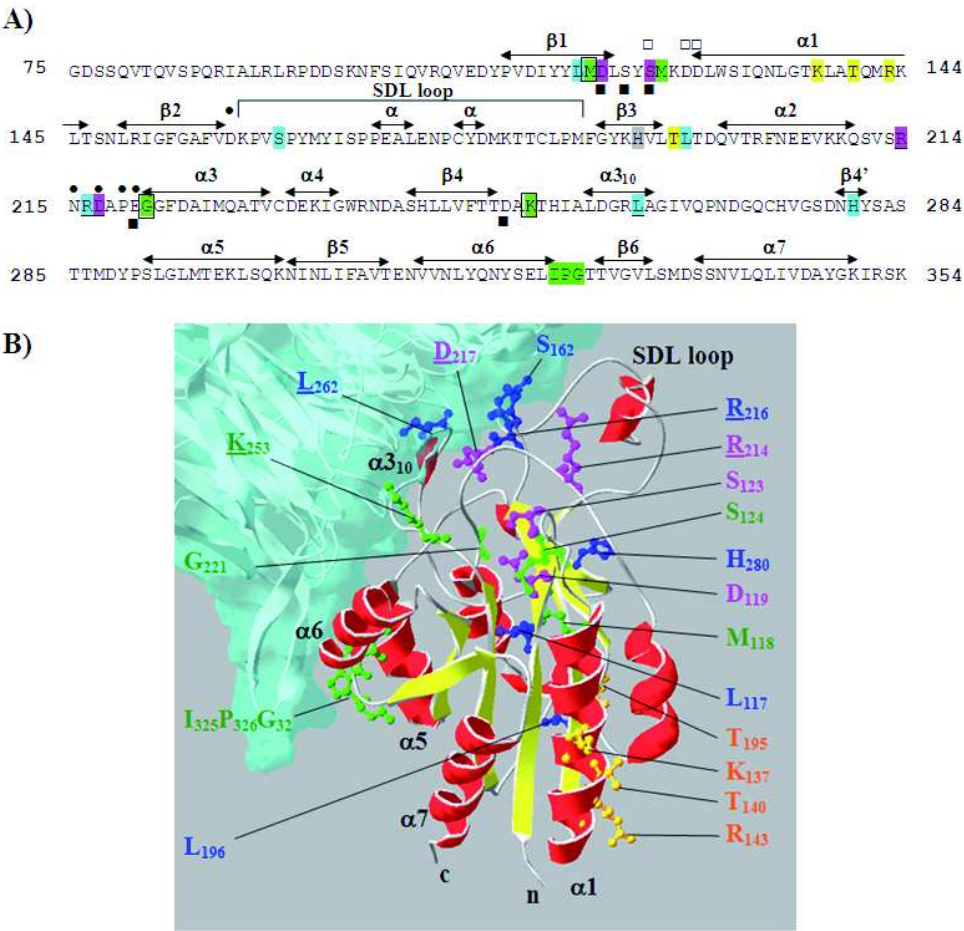 A)
β1 α1
75 GDSSQVTQVSPQRIALRLRPDDSKNFSIQVRQVEDYPVDIYYLMDLSYSMKDDLWSIQNLGTKLATQMRK 144
SDL loop
β2 α α β3 α2
145 LTSNLRIGFGAFVDKPVSPYMYISPPEALENPCYDMKTTCLPMFGYKHVLTLTDQVTRFNEEVKKQSVSR 214
α3 α4 β4 α3₁₀ β4’
215 NRDAPEGGFDAIMQATVCDEKIGWRNDASHLLVFTTDAKTHIALDGRLAGIVQPNDGQCHVGSDNHYSAS 284
α5 β5 α6 β6 α7
285 TTMDYPSLGLMTEKLSQKNINLIFAVTENVVNLYQNYSELIPGTTVGVLSMDSSNVLQLIVDAYGKIRSK 354
B)
D₂₁₇ S₁₆₂ SDL loop
L₂₆₂ R₂₁₆
K₂₅₃ α3₁₀ R₂₁₄
S₁₂₃
S₁₂₄
G₂₂₁ H₂₈₀
D₁₁₉
α6 M₁₁₈
L₁₁₇
I₃₂₅P₃₂₆G₃₂
α5 T₁₉₅
K₁₃₇
α7 T₁₄₀
L₁₉₆ R₁₄₃
c n α1